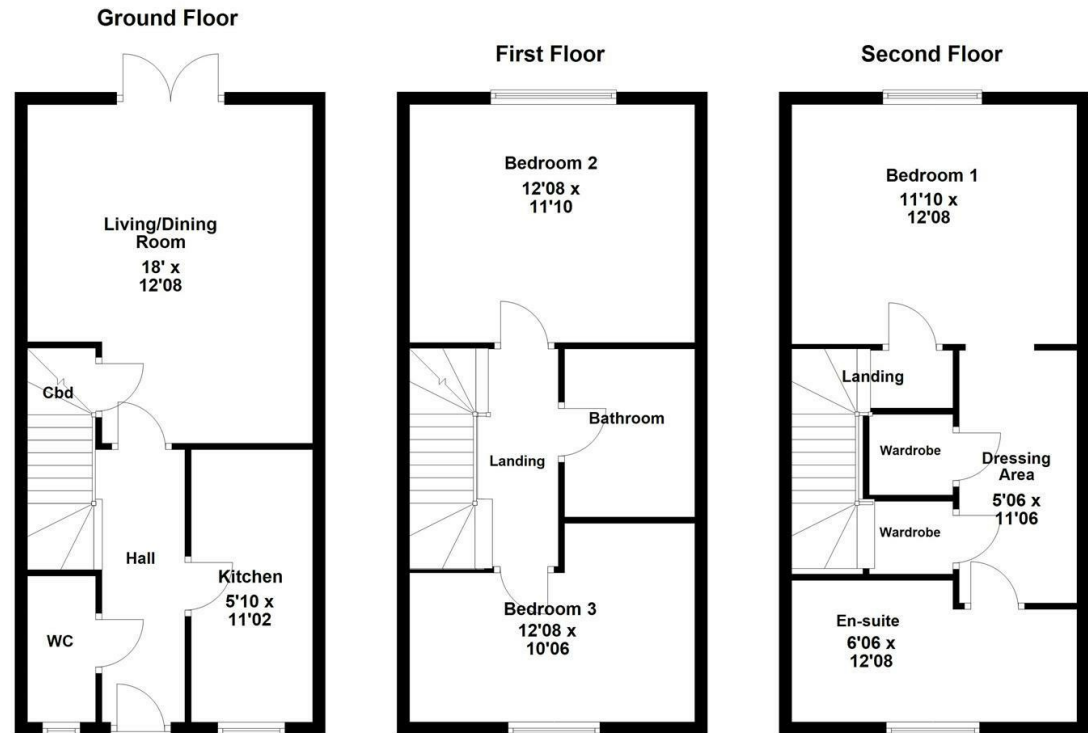 Ground Floor
Living/Dining
Room
18' x
12'08
Cbd
Hall
Kitchen
5'10 x
11'02
WC
First Floor
Bedroom 2
12'08 x
11'10
Bathroom
Landing
Bedroom 3
12'08 x
10'06
Second Floor
Bedroom 1
11'10 x
12'08
Landing
Wardrobe
Dressing
Area
5'06 x
11'06
Wardrobe
En-suite
6'06 x
12'08